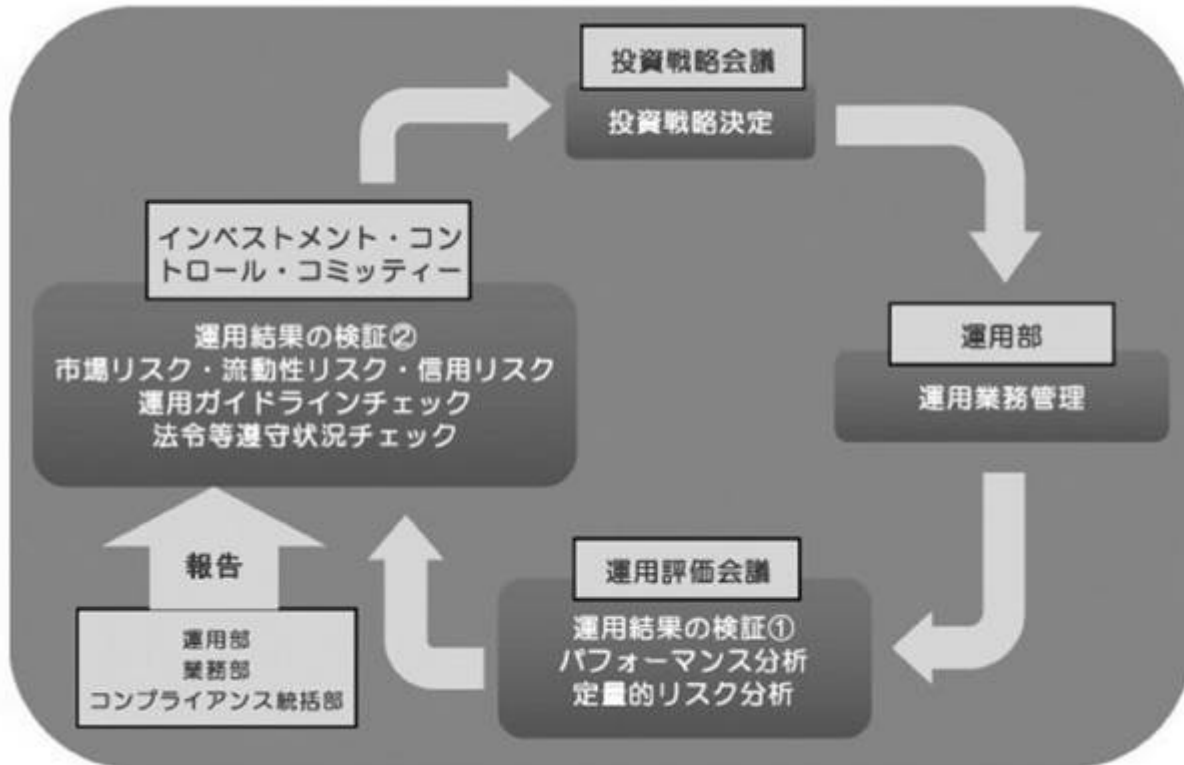 投資戦略会議
投資戦略決定
運用部
運用業務管理
運用評価会議
運用結果の検証①
パフォーマンス分析
定量的リスク分析
インベストメント・コン
トロール・コミッティー
運用結果の検証②
市場リスク・流動性リスク・信用リスク
運用ガイドラインチェック
法令等遵守状況チェック
報告
運用部
業務部
コンプライアンス統括部